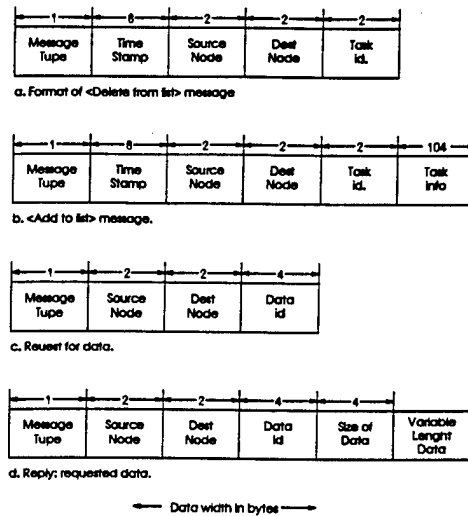 1 6 2 2 2
Message Time Source Dest Task
Tupe Stamp Node Node id.
a. Format of <Delete from list> message
1 8 2 2 2 104
Message Time Source Dest Task Task
Tupe Stamp Node Node id. Info
b. <Add to list> message.
1 2 2 4
Message Source Dest Data
Tupe Node Node id
c. Reuest for data.
1 2 2 4 4
Message Source Dest Data Size of Variable
Tupe Node Node id Data Lenght
Data
d. Reply: requested data.
Data width in bytes